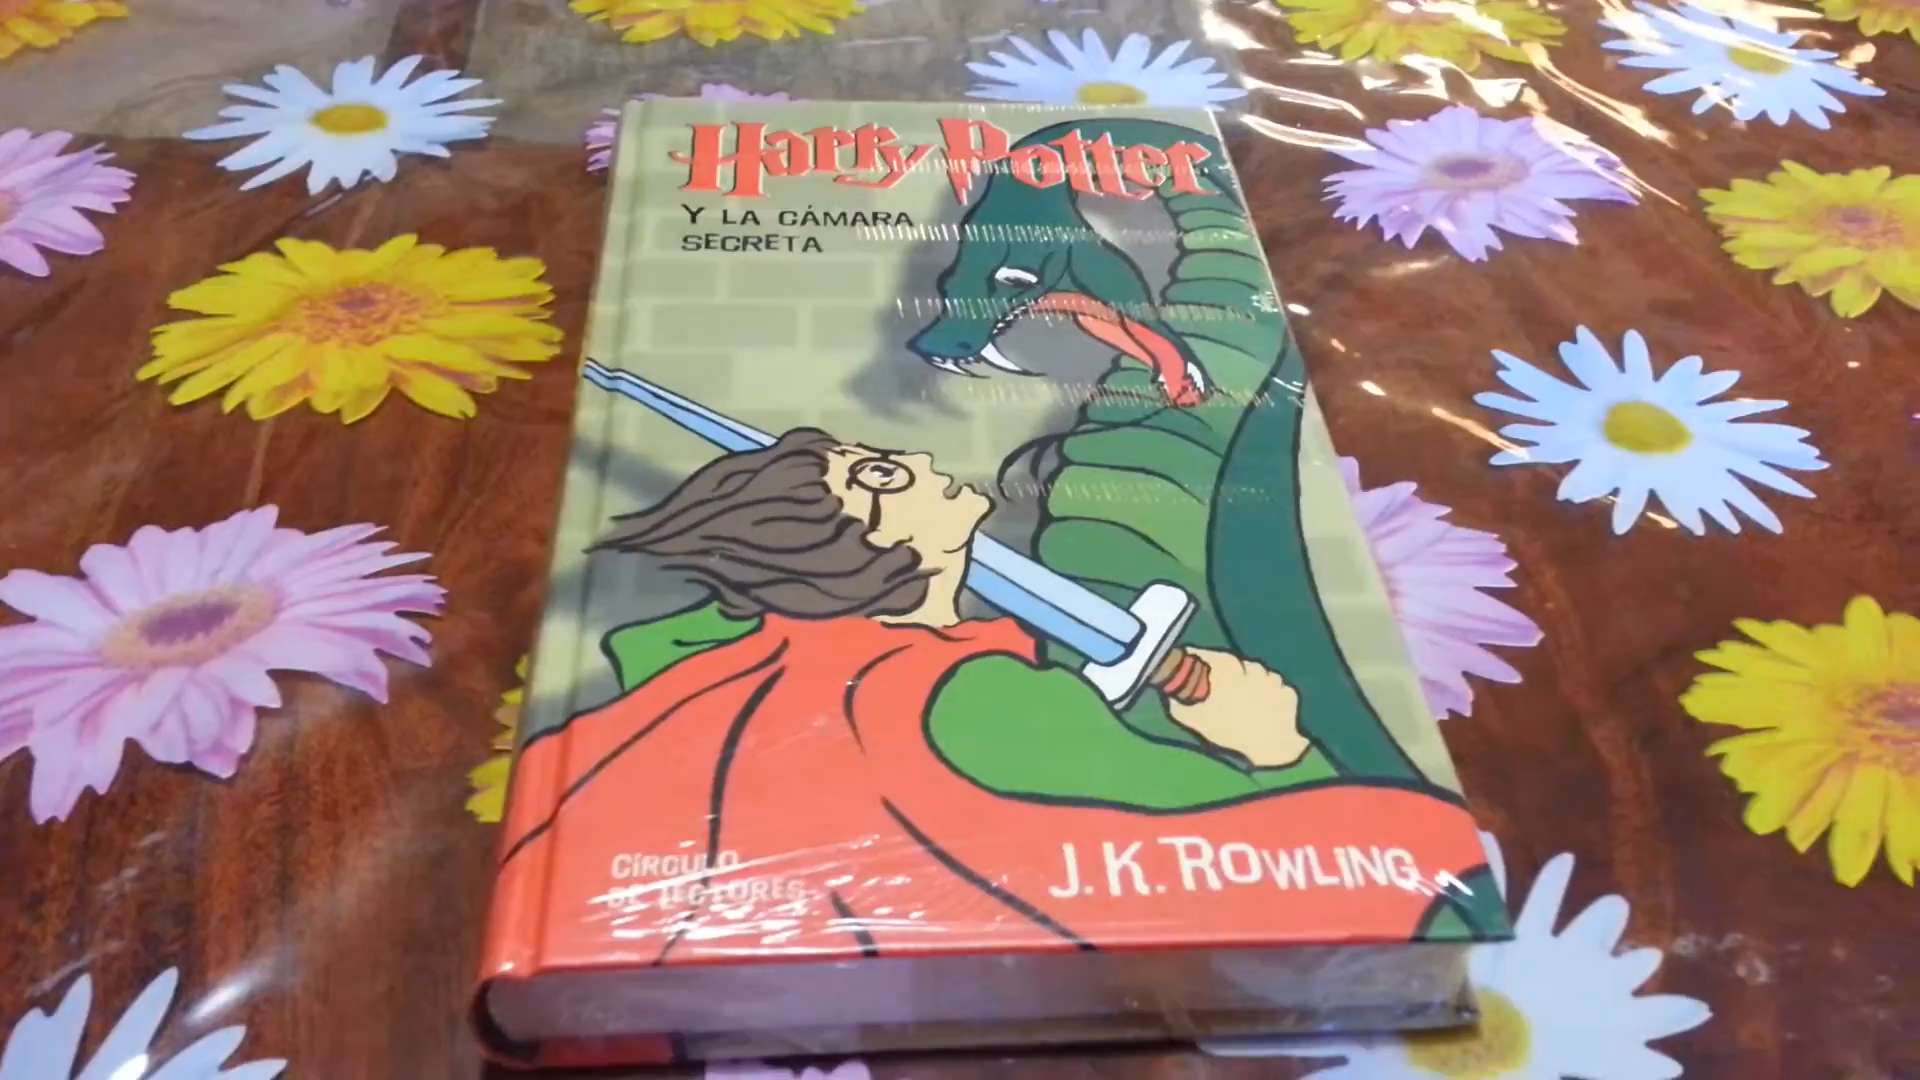 Harry Potter
Y LA CÁMARA
SECRETA
CÍRCULO
DE LECTORES
J.K. ROWLING